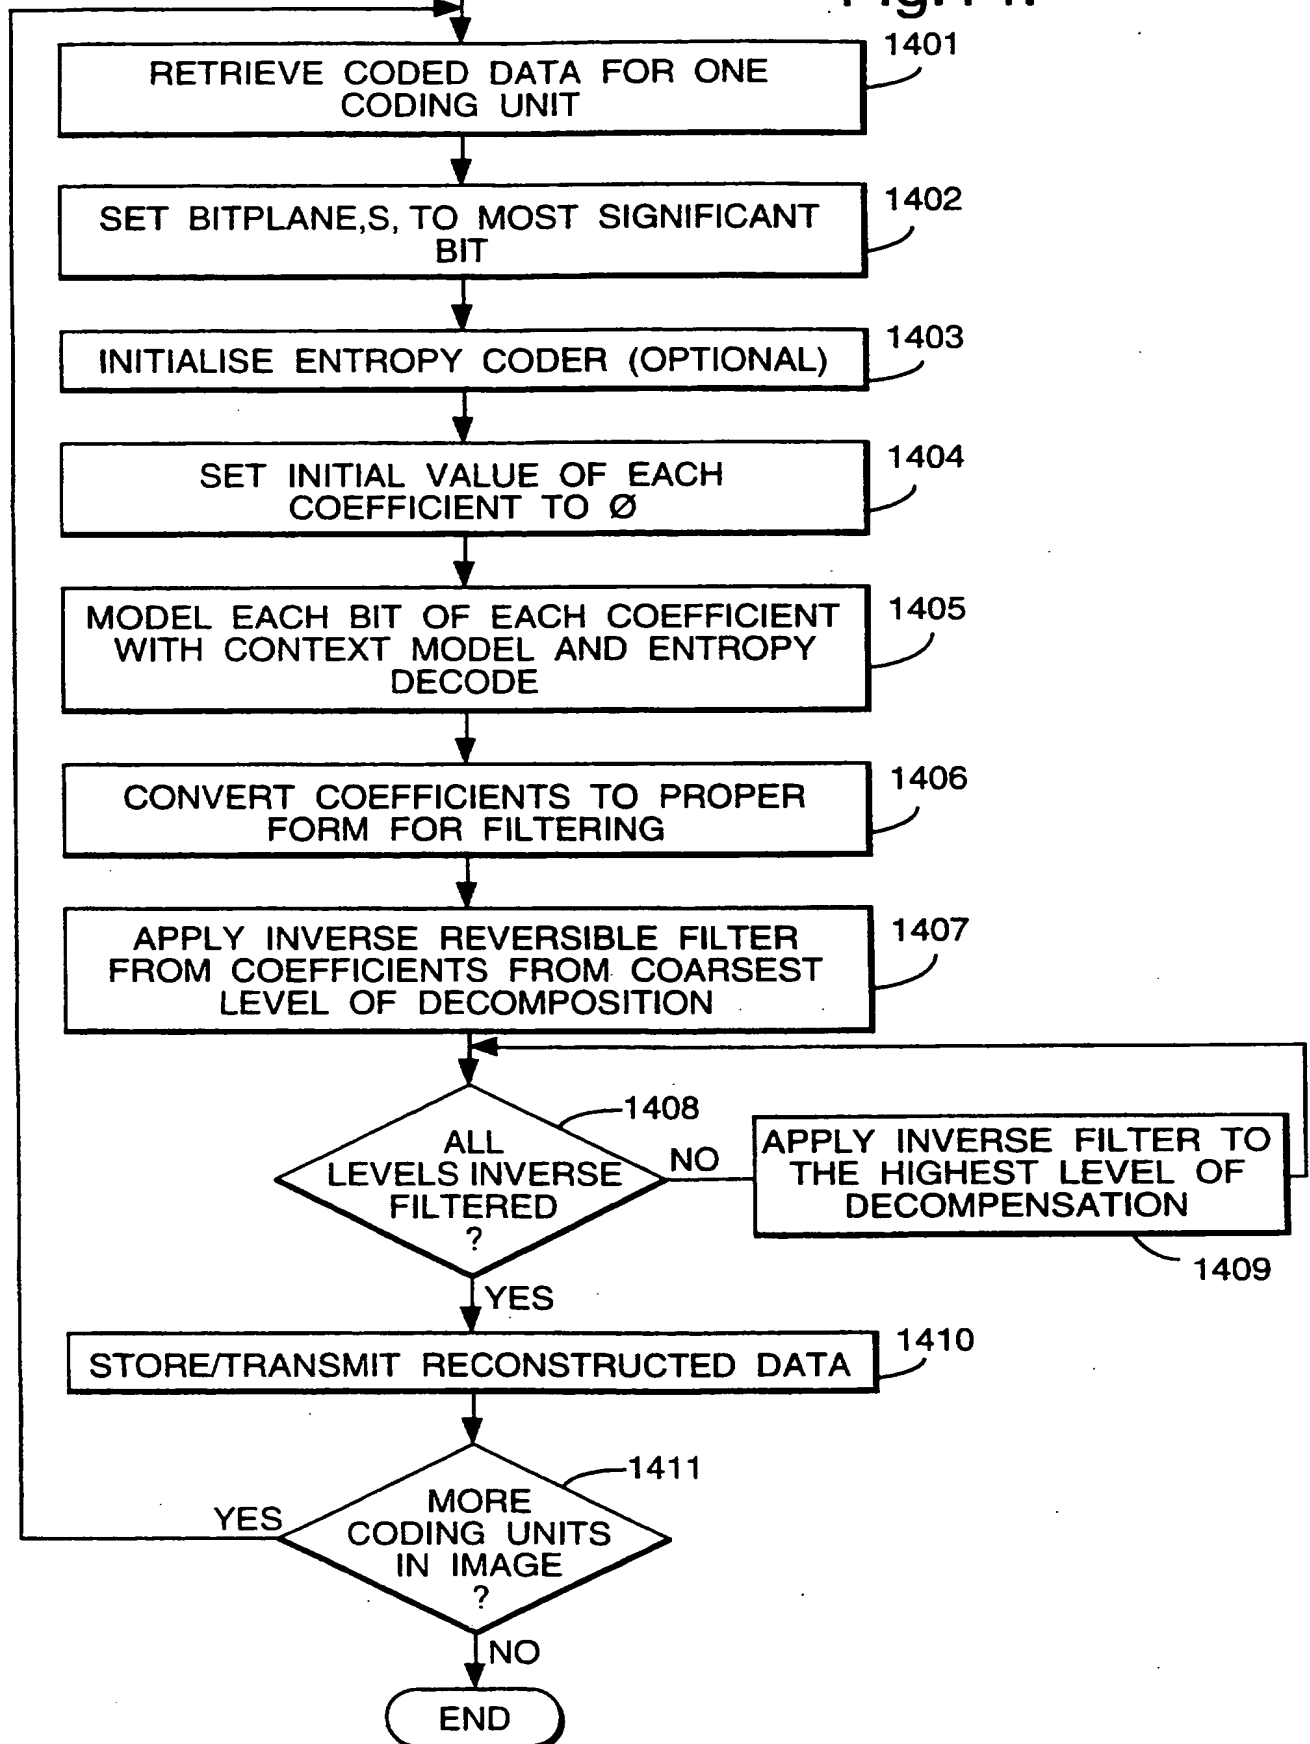 Fig.14.
1401
RETRIEVE CODED DATA FOR ONE
CODING UNIT
1402
SET BITPLANE,S, TO MOST SIGNIFICANT
BIT
1403
INITIALISE ENTROPY CODER (OPTIONAL)
1404
SET INITIAL VALUE OF EACH
COEFFICIENT TO Ø
1405
MODEL EACH BIT OF EACH COEFFICIENT
WITH CONTEXT MODEL AND ENTROPY
DECODE
1406
CONVERT COEFFICIENTS TO PROPER
FORM FOR FILTERING
1407
APPLY INVERSE REVERSIBLE FILTER
FROM COEFFICIENTS FROM COARSEST
LEVEL OF DECOMPOSITION
1408
ALL
LEVELS INVERSE
FILTERED
?
NO
APPLY INVERSE FILTER TO
THE HIGHEST LEVEL OF
DECOMPENSATION
1409
YES
1410
STORE/TRANSMIT RECONSTRUCTED DATA
1411
MORE
CODING UNITS
IN IMAGE
?
YES
NO
END